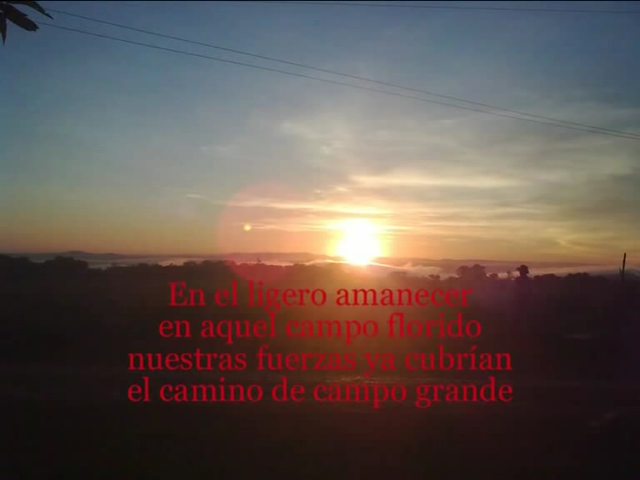 En el ligero amanecer
en aquel campo florido
nuestras fuerzas ya cubrían
el camino de campo grande